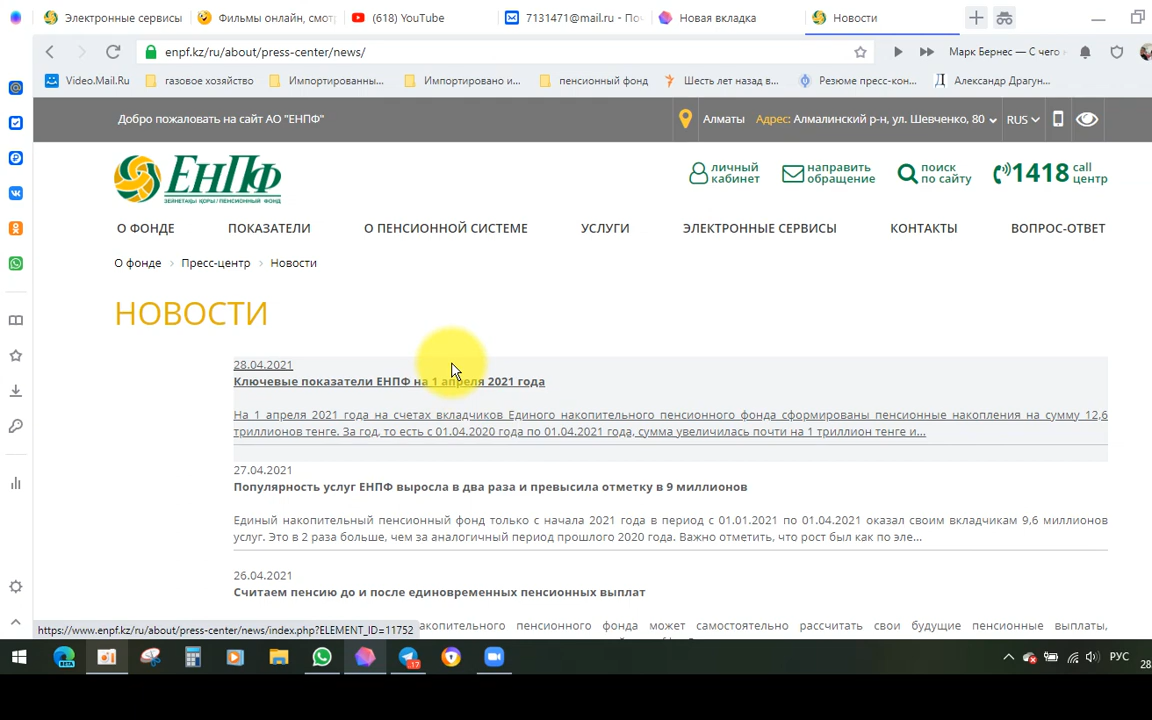 Электронные сервисы
Фильмы онлайн, смот
(618) YouTube
7131471@mail.ru - По
Новая вкладка
Новости
enpf.kz/ru/about/press-center/news/
Марк Бернес — С чего
Video.Mail.Ru
газовое хозяйство
Импортированны...
Импортировано и...
пенсионный фонд
Шесть лет назад в...
Резюме пресс-кон...
Александр Драгун...
Добро пожаловать на сайт АО "ЕНПФ"
Алматы
Адрес: Алмалинский р-н, ул. Шевченко, 80
RUS
ЕНПФ
ЗЕЙНЕТАҚЫ ҚОРЫ/ПЕНСИОННЫЙ ФОНД
личный кабинет
направить обращение
поиск по сайту
1418 call центр
О ФОНДЕ
ПОКАЗАТЕЛИ
О ПЕНСИОННОЙ СИСТЕМЕ
УСЛУГИ
ЭЛЕКТРОННЫЕ СЕРВИСЫ
КОНТАКТЫ
ВОПРОС-ОТВЕТ
О фонде > Пресс-центр > Новости
НОВОСТИ
28.04.2021
Ключевые показатели ЕНПФ на 1 апреля 2021 года
На 1 апреля 2021 года на счетах вкладчиков Единого накопительного пенсионного фонда сформированы пенсионные накопления на сумму 12,6
триллионов тенге. За год, то есть с 01.04.2020 года по 01.04.2021 года, сумма увеличилась почти на 1 триллион тенге и...
27.04.2021
Популярность услуг ЕНПФ выросла в два раза и превысила отметку в 9 миллионов
Единый накопительный пенсионный фонд только с начала 2021 года в период с 01.01.2021 по 01.04.2021 оказал своим вкладчикам 9,6 миллионов
услуг. Это в 2 раза больше, чем за аналогичный период прошлого 2020 года. Важно отметить, что рост был как по эле...
26.04.2021
Считаем пенсию до и после единовременных пенсионных выплат
акопительного пенсионного фонда может самостоятельно рассчитать свои будущие пенсионные выплаты,
https://www.enpf.kz/ru/about/press-center/news/index.php?ELEMENT_ID=11752
17
РУС
28